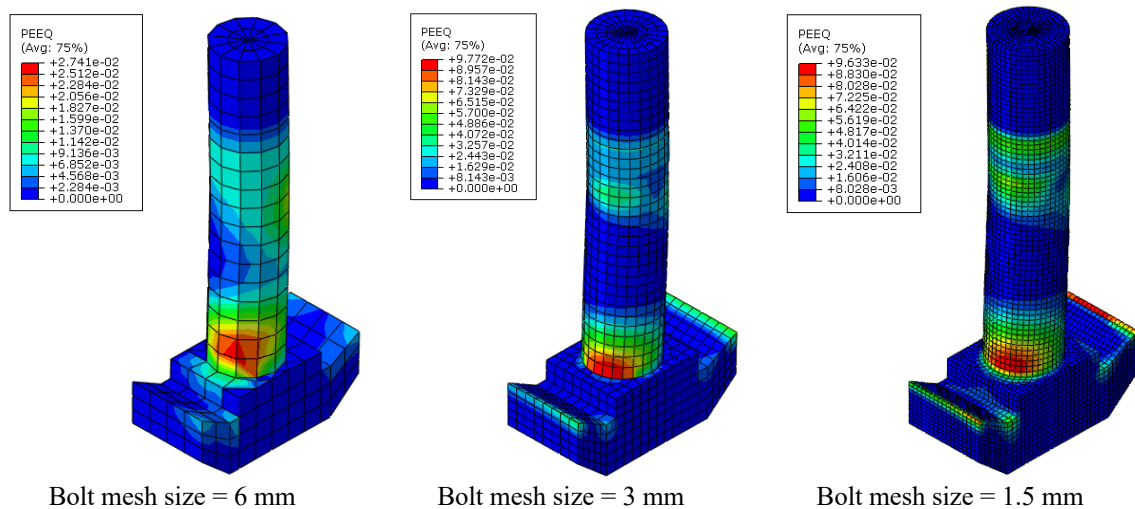 PEEQ
(Avg: 75%)
+2.741e-02
+2.512e-02
+2.284e-02
+2.056e-02
+1.827e-02
+1.599e-02
+1.370e-02
+1.142e-02
+9.136e-03
+6.852e-03
+4.568e-03
+2.284e-03
+0.000e+00
PEEQ
(Avg: 75%)
+9.772e-02
+8.957e-02
+8.143e-02
+7.329e-02
+6.515e-02
+5.700e-02
+4.886e-02
+4.072e-02
+3.257e-02
+2.443e-02
+1.629e-02
+8.143e-03
+0.000e+00
PEEQ
(Avg: 75%)
+9.633e-02
+8.830e-02
+8.028e-02
+7.225e-02
+6.422e-02
+5.619e-02
+4.817e-02
+4.014e-02
+3.211e-02
+2.408e-02
+1.606e-02
+8.028e-03
+0.000e+00
Bolt mesh size = 6 mm
Bolt mesh size = 3 mm
Bolt mesh size = 1.5 mm